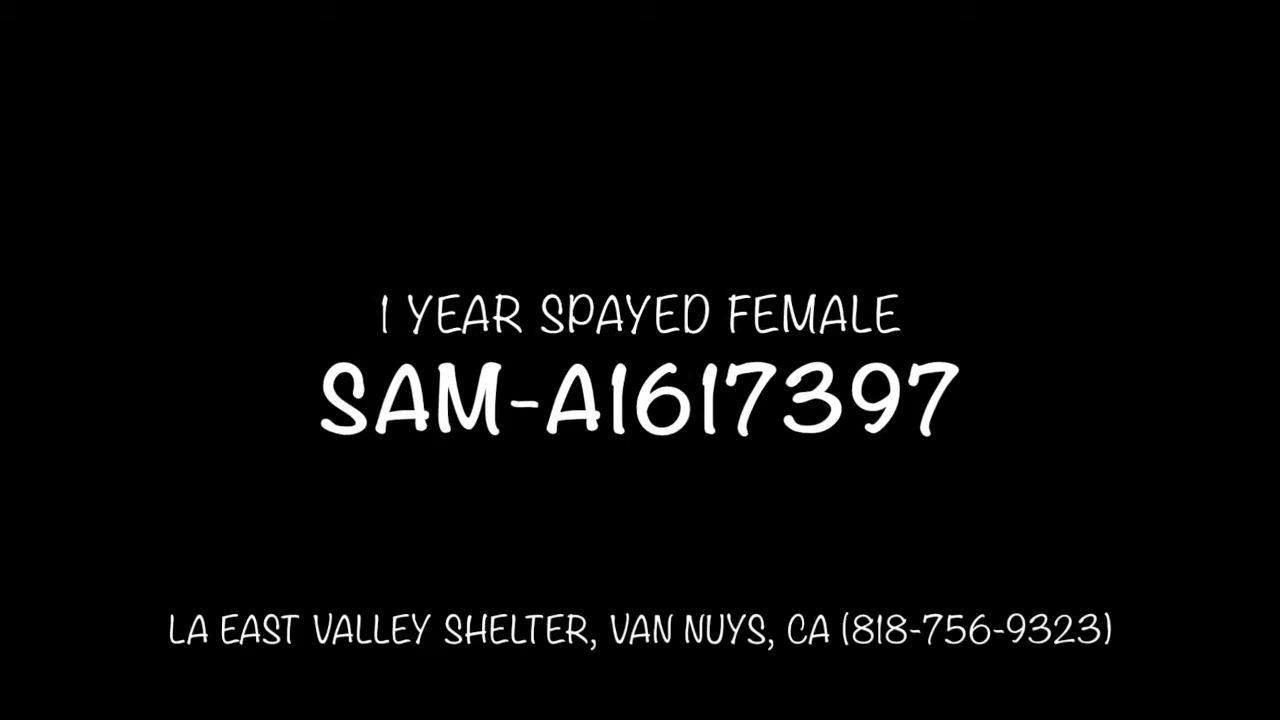 1 YEAR SPAYED FEMALE
SAM-A1617397
LA EAST VALLEY SHELTER, VAN NUYS, CA (818-756-9323)